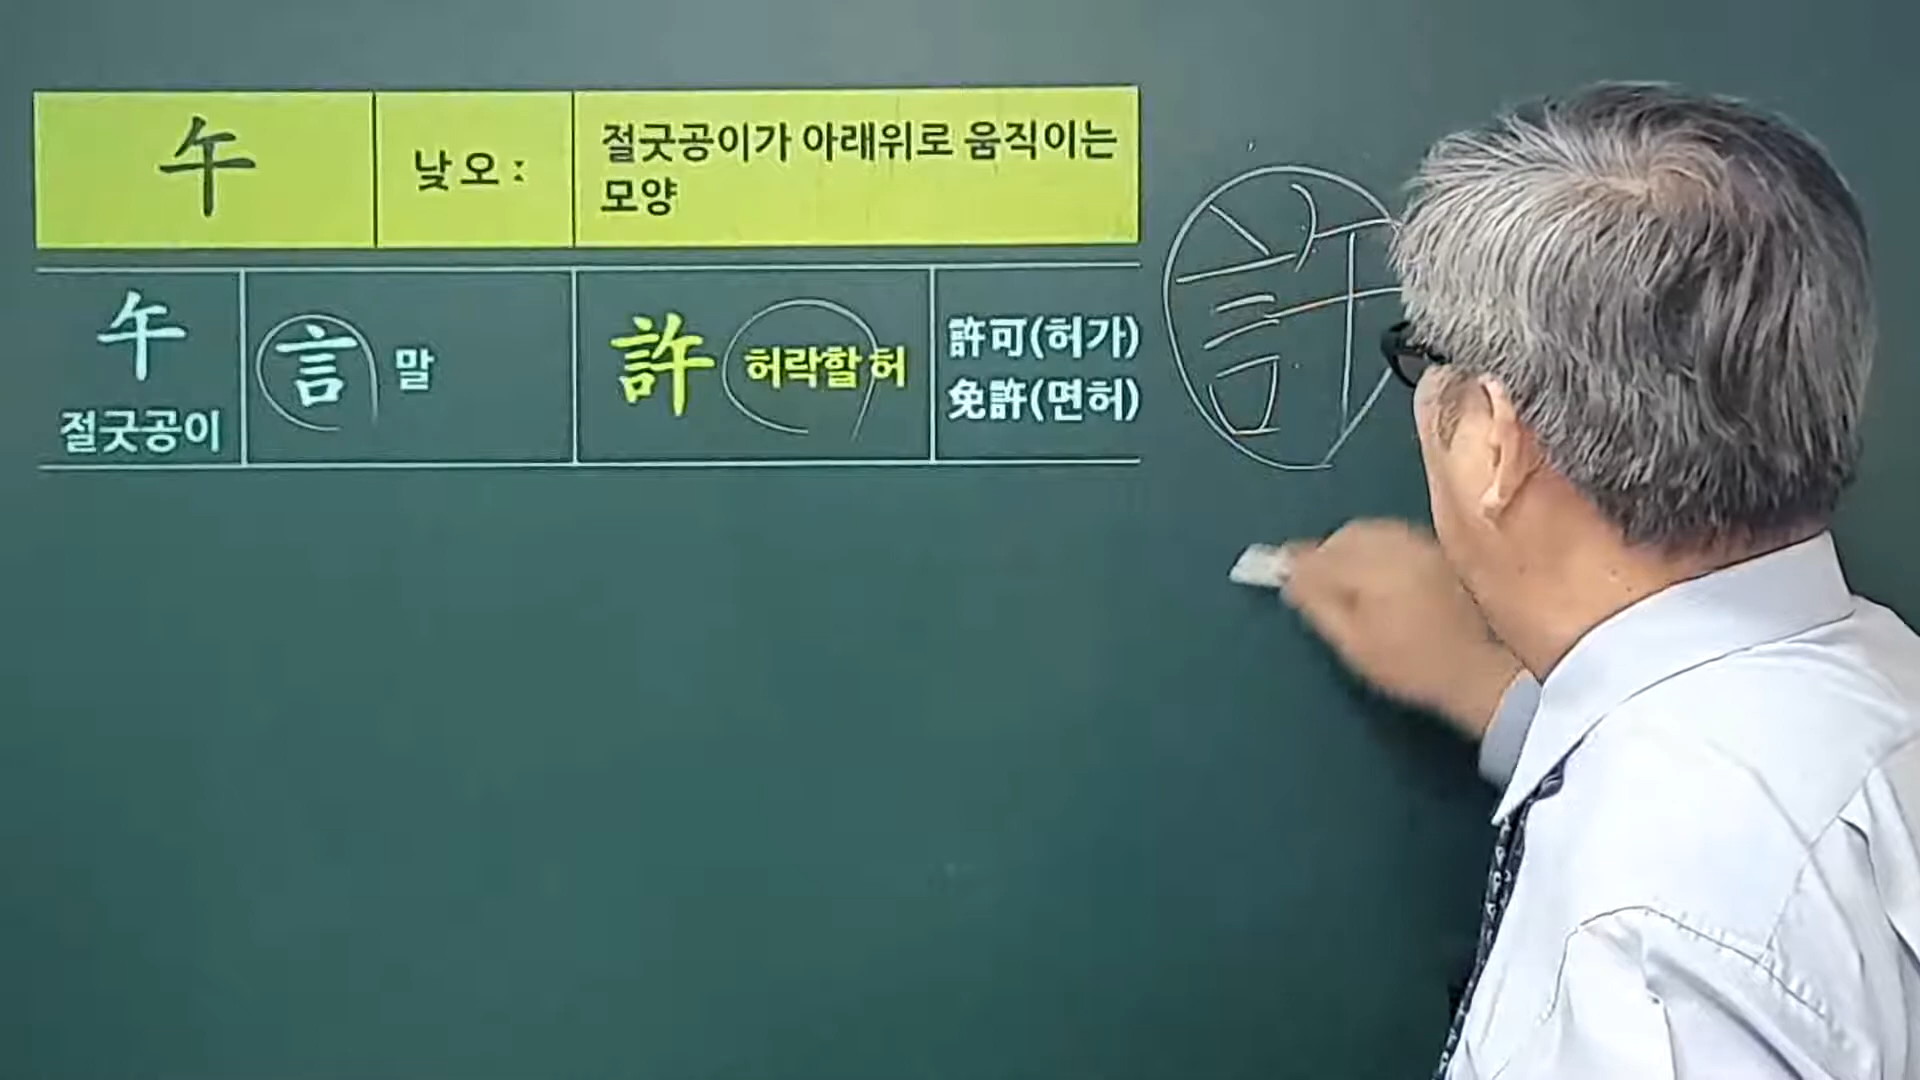 午
낮 오 :
절굿공이가 아래위로 움직이는
모양
午
절굿공이
言 말
許 허락할 허
許可(허가)
免許(면허)
許